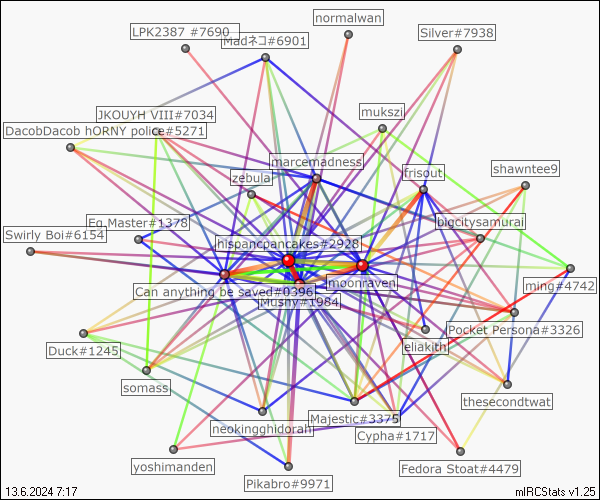 normalwan
LPK2387 #7690
Madネコ#6901
Silver#7938
JKOUYH VIII#7034
mukszi
DacobDacob hORNY police#5271
marcemadness
shawntee9
zebula
frisout
Eg Master#1378
bigcitysamurai
Swirly Boi#6154
hispancpancakes#2928
moonraven
ming#4742
Can anything be saved#0396
Mushy#1984
Pocket Persona#3326
Duck#1245
eliakith
somass
thesecondtwat
Majestic#3375
neokingghidorah
Cypha#1717
yoshimanden
Fedora Stoat#4479
Pikabro#9971
13.6.2024 7:17
mIRCStats v1.25